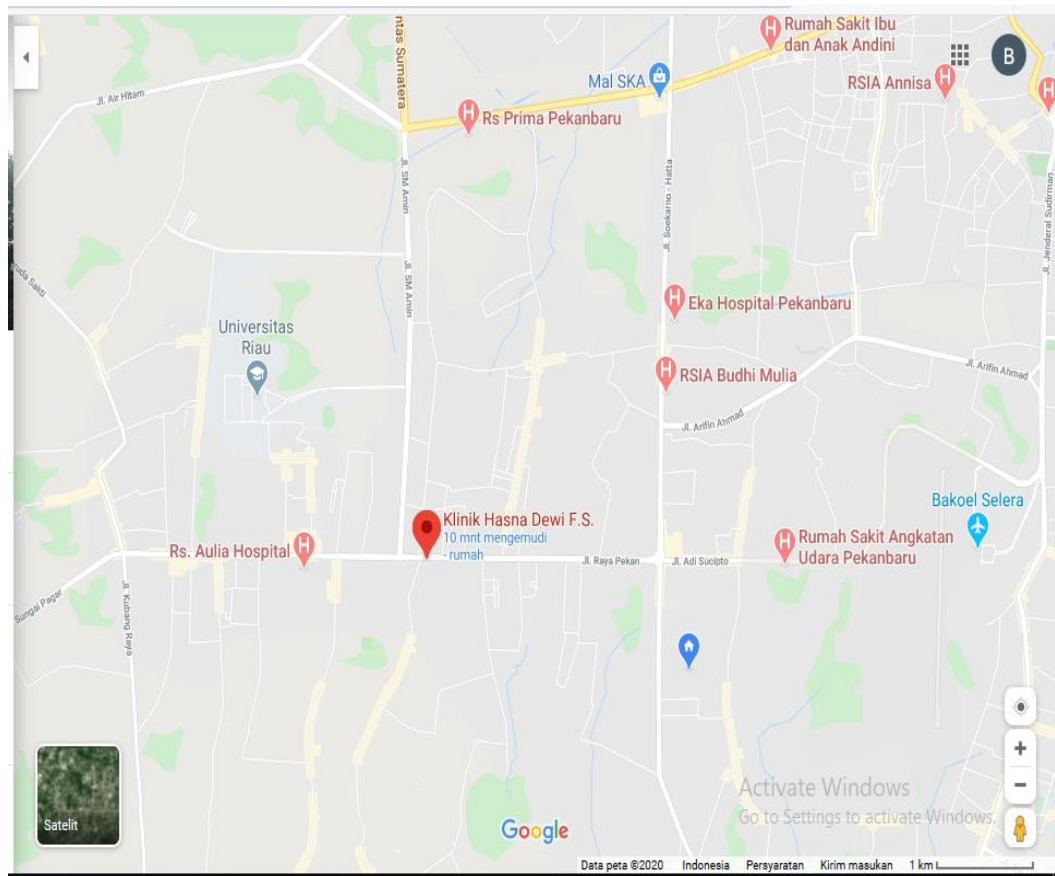 ntas Sumatera
Rumah Sakit Ibu
dan Anak Andini
B
Mal SKA
RSIA Annisa
H
Jl. Air Hitam
H
Rs Prima Pekanbaru
H
H
Jl. SM Amin
Jl. Soekarno - Hatta
Jl. Jenderal Sudirman
Jl. SM Amin
ruda Sakti
H
Eka Hospital Pekanbaru
Universitas
Riau
H
RSIA Budhi Mulia
Jl. Arifin Ahmad
Jl. Arifin Ahmad
Bakoel Selera
Klinik Hasna Dewi F.S.
10 mnt mengemudi
- rumah
Rs. Aulia Hospital
H
H
Rumah Sakit Angkatan
Udara Pekanbaru
Jl. Raya Pekan
Jl. Adi Sucipto
Sungai Pagar
Jl. Kubang Raya
Satelit
Activate Windows
Go to Settings to activate Windows.
Google
Data peta ©2020 Indonesia Persyaratan Kirim masukan 1 km